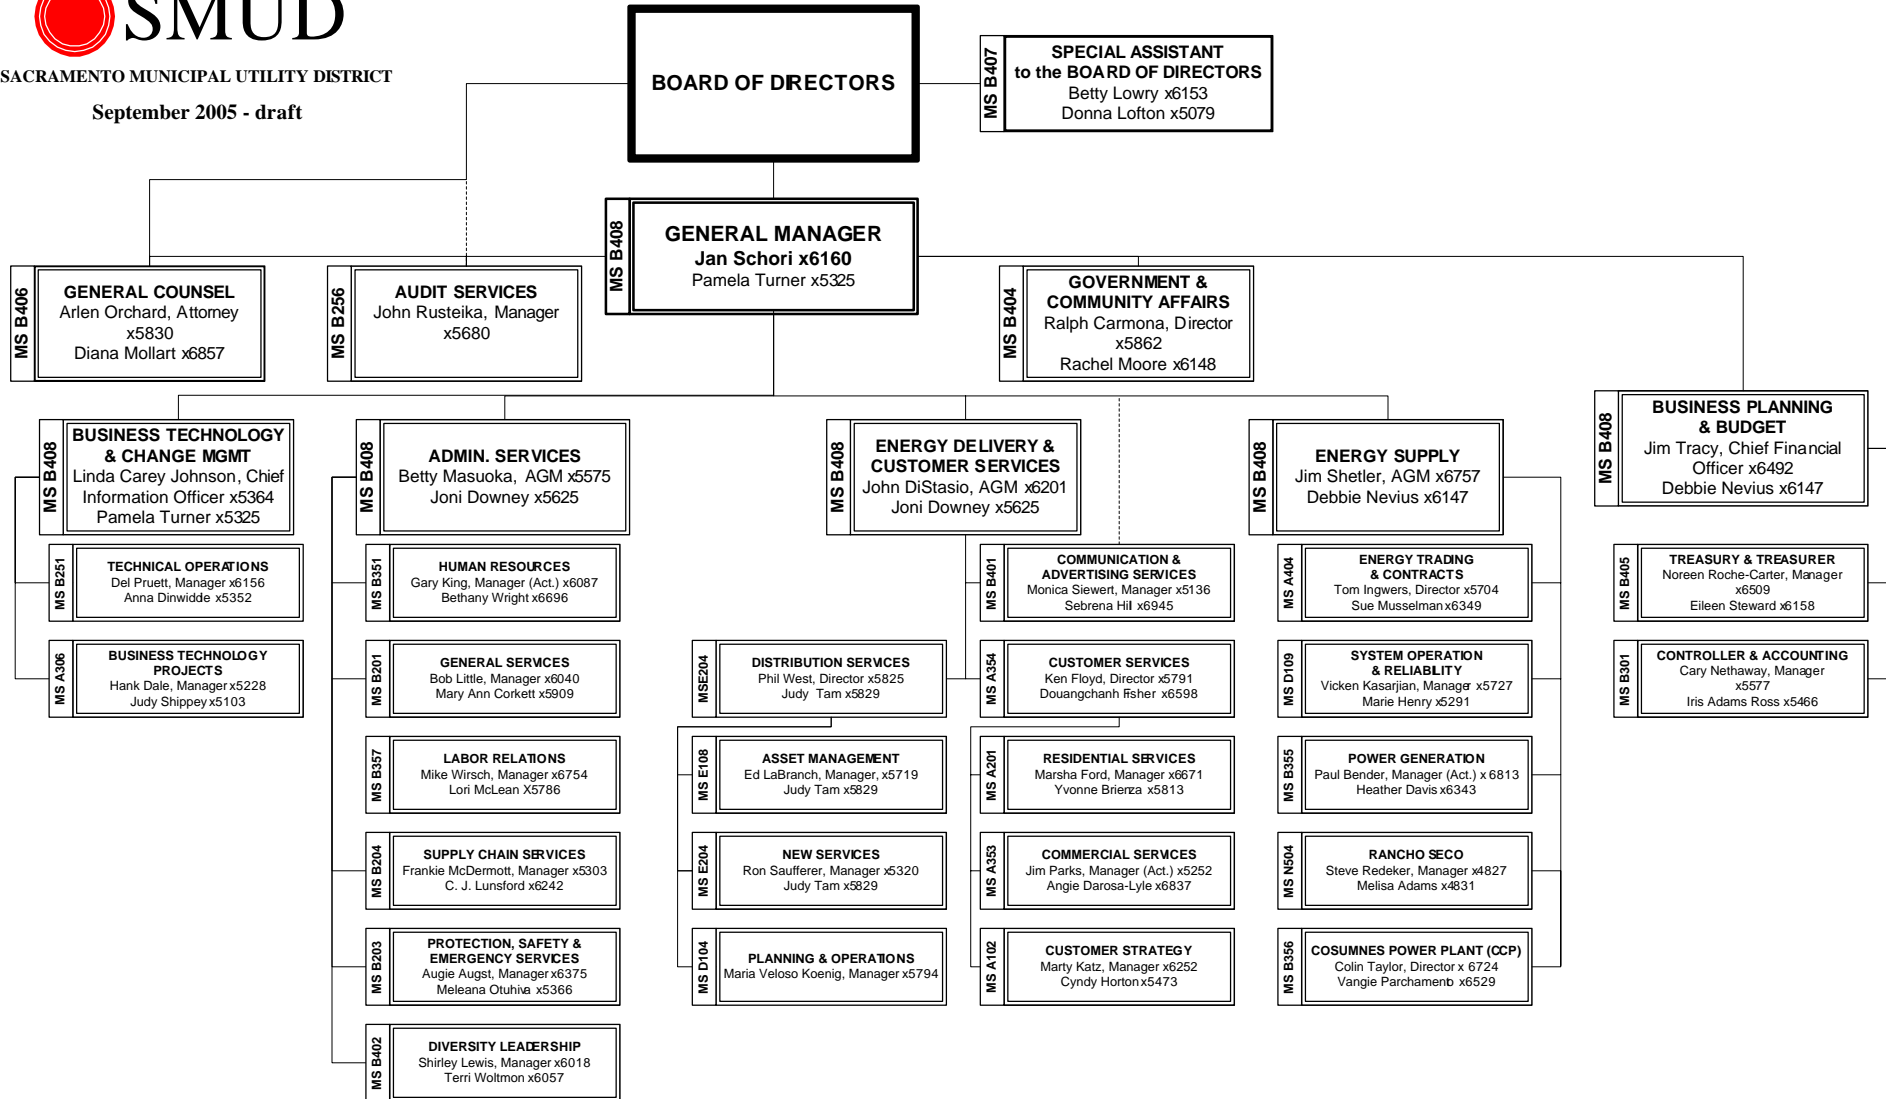 SMUD
SACRAMENTO MUNICIPAL UTILITY DISTRICT
September 2005 - draft
BOARD OF DIRECTORS
MS B407
SPECIAL ASSISTANT
to the BOARD OF DIRECTORS
Betty Lowry x6153
Donna Lofton x5079
MS B408
GENERAL MANAGER
Jan Schori x6160
Pamela Turner x5325
MS B406
GENERAL COUNSEL
Arlen Orchard, Attorney
x5830
Diana Mollart x6857
MS B256
AUDIT SERVICES
John Rusteika, Manager
x5680
MS B404
GOVERNMENT &
COMMUNITY AFFAIRS
Ralph Carmona, Director
x5862
Rachel Moore x6148
MS B408
BUSINESS TECHNOLOGY
& CHANGE MGMT
Linda Carey Johnson, Chief
Information Officer x5364
Pamela Turner x5325
MS B408
ADMIN. SERVICES
Betty Masuoka, AGM x5575
Joni Downey x5625
MS B408
ENERGY DELIVERY &
CUSTOMER SERVICES
John DiStasio, AGM x6201
Joni Downey x5625
MS B408
ENERGY SUPPLY
Jim Shetler, AGM x6757
Debbie Nevius x6147
MS B408
BUSINESS PLANNING
& BUDGET
Jim Tracy, Chief Financial
Officer x6492
Debbie Nevius x6147
MS B251
TECHNICAL OPERATIONS
Del Pruett, Manager x6156
Anna Dinwiddie x5352
MS A306
BUSINESS TECHNOLOGY
PROJECTS
Hank Dale, Manager x5228
Judy Shippey x5103
MS B351
HUMAN RESOURCES
Gary King, Manager (Act.) x6087
Bethany Wright x6696
MS B201
GENERAL SERVICES
Bob Little, Manager x6040
Mary Ann Corkett x5909
MS B357
LABOR RELATIONS
Mike Wirsch, Manager x6754
Lori McLean X5786
MS B204
SUPPLY CHAIN SERVICES
Frankie McDermott, Manager x5303
C. J. Lunsford x6242
MS B203
PROTECTION, SAFETY &
EMERGENCY SERVICES
Augie Augst, Manager x6375
Meleana Otuhiva x5366
MS B402
DIVERSITY LEADERSHIP
Shirley Lewis, Manager x6018
Terri Woltmon x6057
MSE204
DISTRIBUTION SERVICES
Phil West, Director x5825
Judy Tam x5829
MS E108
ASSET MANAGEMENT
Ed LaBranch, Manager, x5719
Judy Tam x5829
MS E204
NEW SERVICES
Ron Saufferer, Manager x5320
Judy Tam x5829
MS D104
PLANNING & OPERATIONS
Maria Veloso Koenig, Manager x5794
MS B401
COMMUNICATION &
ADVERTISING SERVICES
Monica Siewert, Manager x5136
Sebrena Hill x6945
MS A354
CUSTOMER SERVICES
Ken Floyd, Director x5791
Douangchanh Fisher x6598
MS A201
RESIDENTIAL SERVICES
Marsha Ford, Manager x6671
Yvonne Brienza x5813
MS A353
COMMERCIAL SERVICES
Jim Parks, Manager (Act.) x5252
Angie Darosa-Lyle x6837
MS A102
CUSTOMER STRATEGY
Marty Katz, Manager x6252
Cyndy Horton x5473
MS A404
ENERGY TRADING
& CONTRACTS
Tom Ingwers, Director x5704
Sue Musselman x6349
MS D109
SYSTEM OPERATION
& RELIABILITY
Vicken Kasarjian, Manager x5727
Marie Henry x5291
MS B355
POWER GENERATION
Paul Bender, Manager (Act.) x 6813
Heather Davis x6343
MS N504
RANCHO SECO
Steve Redeker, Manager x4827
Melisa Adams x4831
MS B356
COSUMNES POWER PLANT (CCP)
Colin Taylor, Director x 6724
Vangie Parchamento x6529
MS B405
TREASURY & TREASURER
Noreen Roche-Carter, Manager
x6509
Eileen Steward x6158
MS B301
CONTROLLER & ACCOUNTING
Cary Nethaway, Manager
x5577
Iris Adams Ross x5466